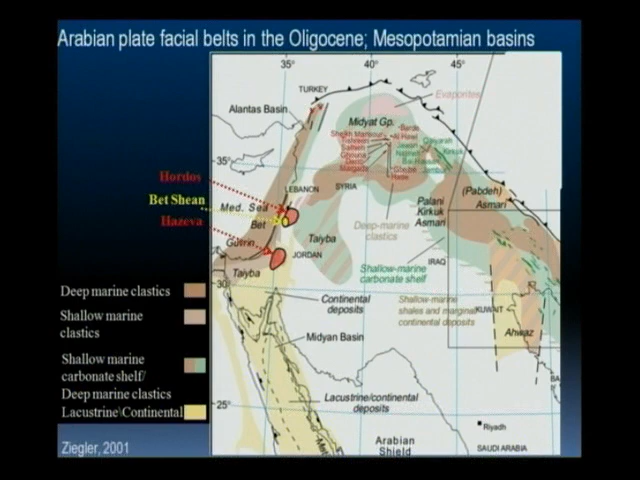 Arabian plate facial belts in the Oligocene; Mesopotamian basins
35°
40°
45°
TURKEY
Evaporites
Alantas Basin
Midyat Gp.
35°
Hordos
LEBANON
SYRIA
(Pabdeh)
Asmari
Bet Shean
Med. Sea
Palani
Kirkuk
Asmari
Hazeva
Bet
Gutrin
Taiyba
Deep-marine
clastics
JORDAN
IRAQ
Taiyba
Shallow-marine
carbonate shelf
30°
Deep marine clastics
Continental
deposits
Shallow-marine
shales and marginal
continental deposits
KUWAIT
Shallow marine
clastics
Midyan Basin
Ahwaz
Shallow marine
carbonate shelf/
Deep marine clastics
Lacustrine\Continental
Lacustrine/continental
deposits
25°
Riyadh
Arabian
Shield
SAUDI ARABIA
Ziegler, 2001